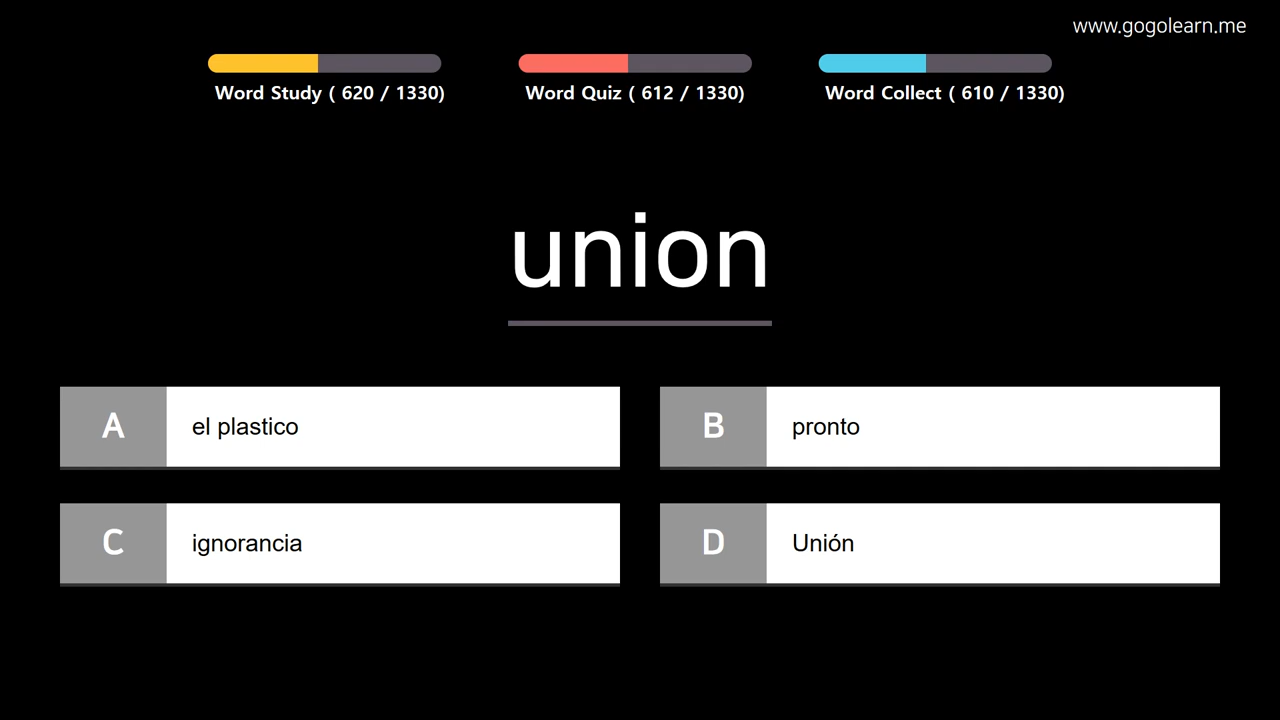 www.gogolearn.me
Word Study ( 620 / 1330)
Word Quiz ( 612 / 1330)
Word Collect ( 610 / 1330)
union
A el plastico
B pronto
C ignorancia
D Unión